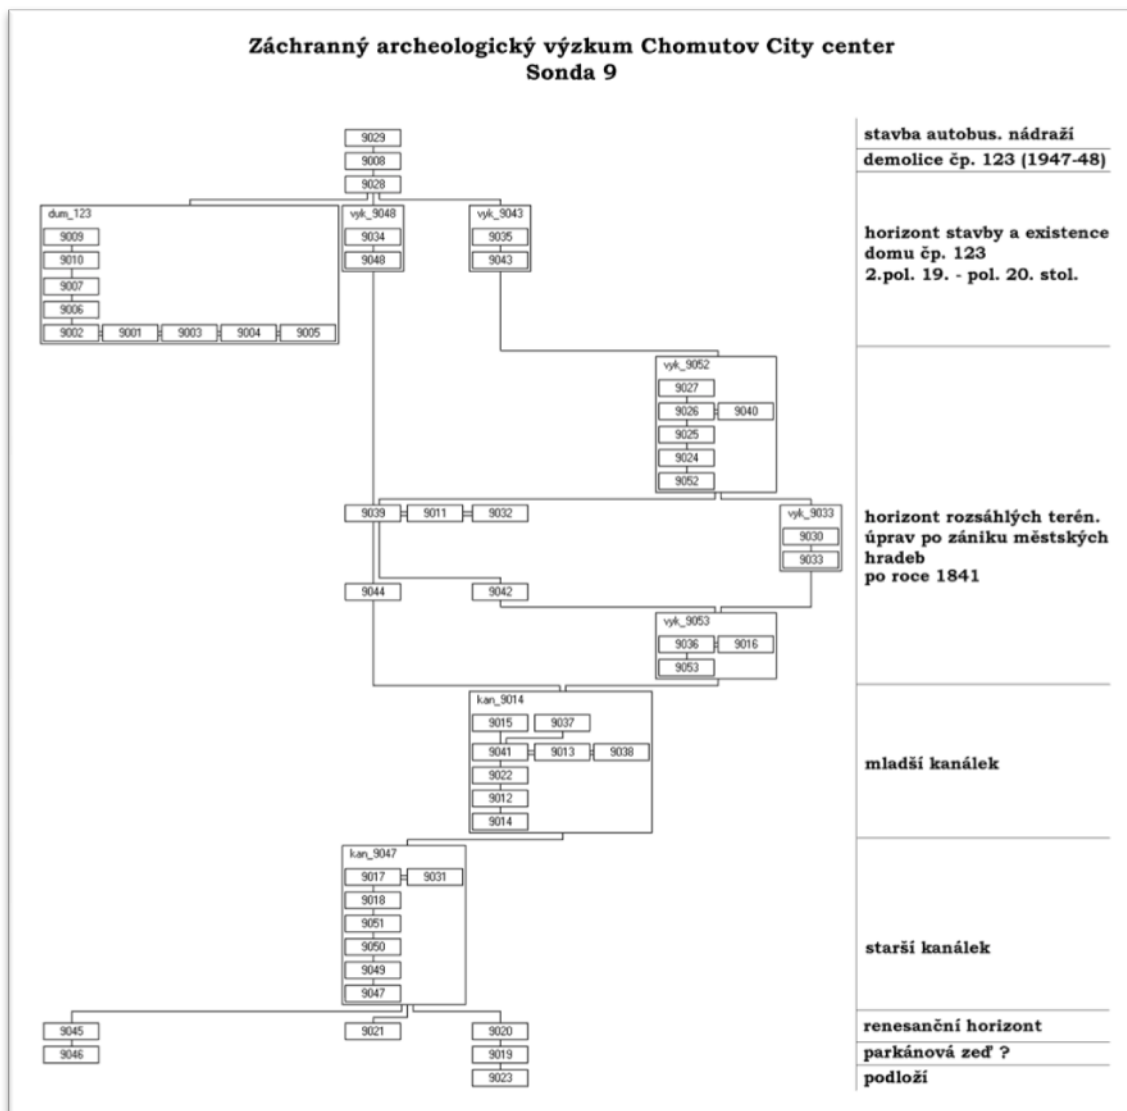 Záchranný archeologický výzkum Chomutov City center
Sonda 9
9029
stavba autobus. nádraží
9008
demolice čp. 123 (1947-48)
9028
dum_123
vyk_9048
vyk_9043
9009
9034
9035
horizont stavby a existence
9010
9048
9043
domu čp. 123
9007
2.pol. 19. - pol. 20. stol.
9006
9002
9001
9003
9004
9005
vyk_9052
9027
9026
9040
9025
9024
9052
9039
9011
9032
vyk_9033
horizont rozsáhlých terén.
9030
úprav po zániku městských
9033
hradeb
po roce 1841
9044
9042
vyk_9053
9036
9016
9053
kan_9014
9015
9037
9041
9013
9038
mladší kanálek
9022
9012
9014
kan_9047
9017
9031
9018
9051
9050
starší kanálek
9049
9047
9045
9021
9020
renesanční horizont
9046
9019
parkánová zeď ?
9023
podloží